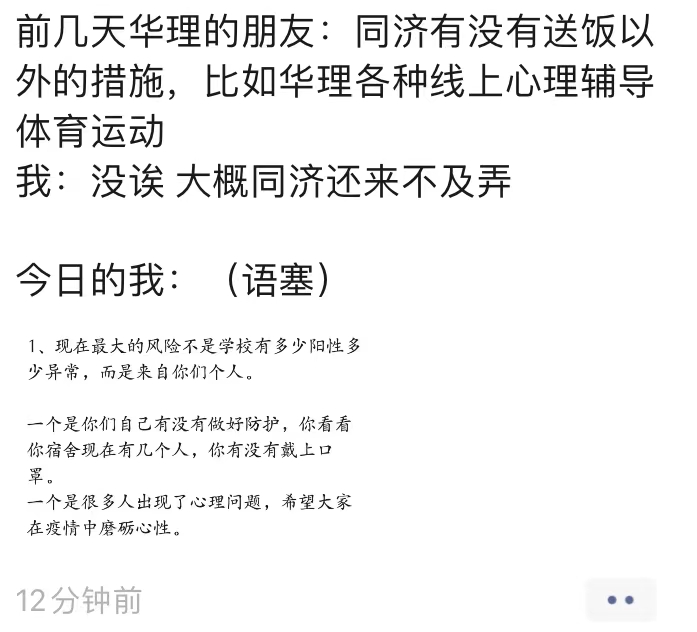 前几天华理的朋友：同济有没有送饭以
外的措施，比如华理各种线上心理辅导
体育运动
我：没诶 大概同济还来不及弄
今日的我：（语塞）
1、现在最大的风险不是学校有多少阳性多
少异常，而是来自你们个人。
一个是你们自己有没有做好防护，你看看
你宿舍现在有几个人，你有没有戴上口
罩。
一个是很多人出现了心理问题，希望大家
在疫情中磨砺心性。
12分钟前